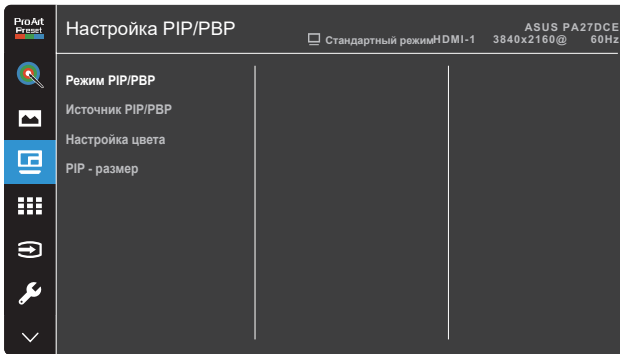 ProArt
Preset
Настройка PIP/PBP
Стандартный режим HDMI-1
ASUS PA27DCE
3840x2160@ 60Hz
Режим PIP/PBP
Источник PIP/PBP
Настройка цвета
PIP - размер